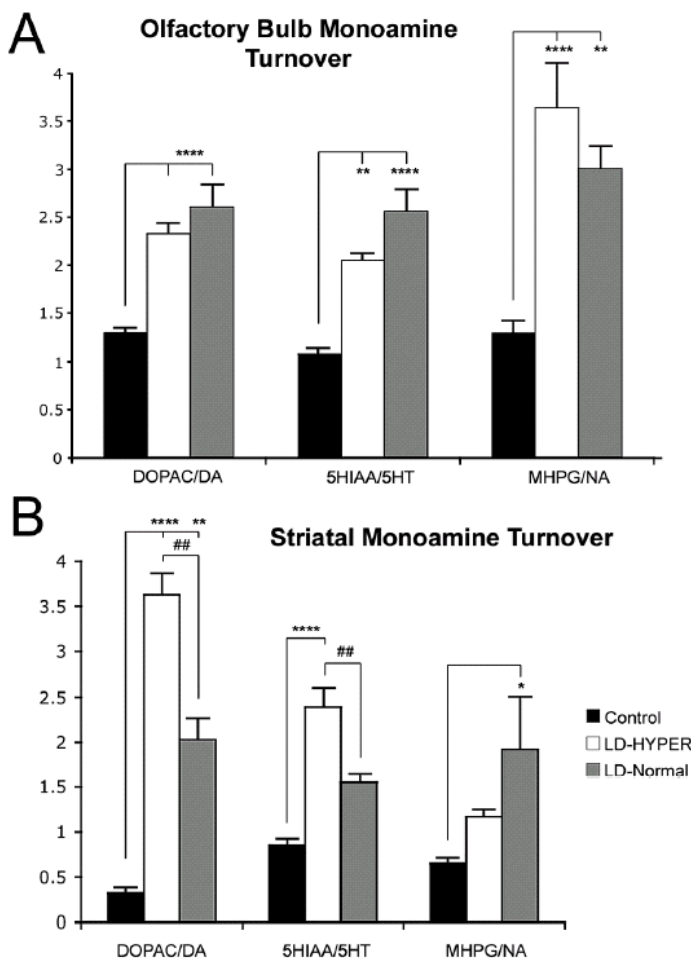 A
Olfactory Bulb Monoamine
Turnover
4
3.5
3
2.5
2
1.5
1
0.5
0
****
** ****
**** **
DOPAC/DA 5HIAA/5HT MHPG/NA
B
Striatal Monoamine Turnover
4
3.5
3
2.5
2
1.5
1
0.5
0
**** **
##
****
##
*
Control
LD-HYPER
LD-Normal
DOPAC/DA 5HIAA/5HT MHPG/NA